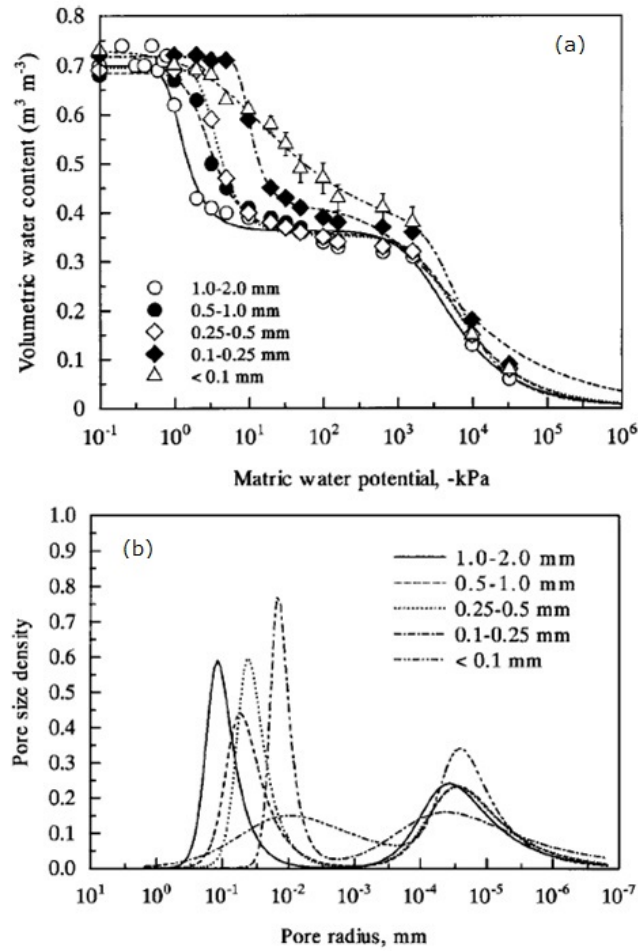 0.8
(a)
0.7
0.6
0.5
0.4
0.3
0.2
0.1
0
Volumetric water content (m³ m⁻³)
1.0-2.0 mm
0.5-1.0 mm
0.25-0.5 mm
0.1-0.25 mm
< 0.1 mm
10⁻¹ 10⁰ 10¹ 10² 10³ 10⁴ 10⁵ 10⁶
Matric water potential, -kPa
1.0
(b)
0.9
0.8
0.7
0.6
0.5
0.4
0.3
0.2
0.1
0.0
Pore size density
1.0-2.0 mm
0.5-1.0 mm
0.25-0.5 mm
0.1-0.25 mm
< 0.1 mm
10¹ 10⁰ 10⁻¹ 10⁻² 10⁻³ 10⁻⁴ 10⁻⁵ 10⁻⁶ 10⁻⁷
Pore radius, mm